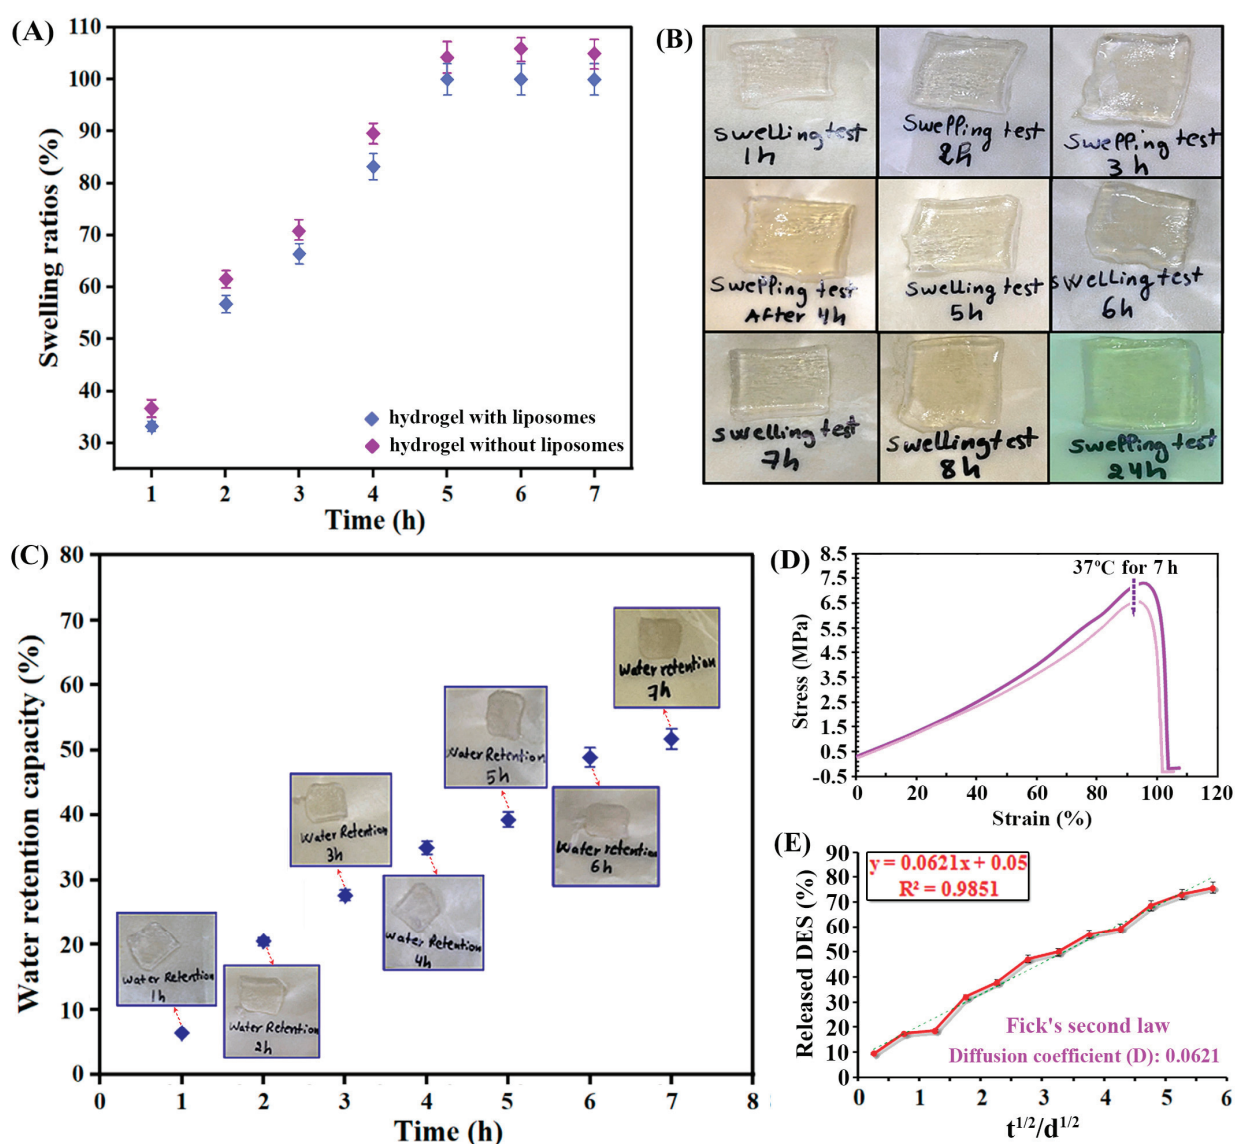 (A)
110
100
90
80
70
60
50
40
30
Swelling ratios (%)
hydrogel with liposomes
hydrogel without liposomes
1 2 3 4 5 6 7
Time (h)
(B)
Swelling test
1h
Swelling test
2h
Swelling test
3h
Swelling test
After 4h
Swelling test
5h
Swelling test
6h
Swelling test
7h
Swelling test
8h
Swelling test
24h
(C)
80
70
60
50
40
30
20
10
0
Water retention capacity (%)
Water Retention
1h
Water Retention
2h
Water Retention
3h
Water Retention
4h
Water Retention
5h
Water retention
6h
Water retention
7h
0 1 2 3 4 5 6 7 8
Time (h)
(D)
8.5
7.5
6.5
5.5
4.5
3.5
2.5
1.5
0.5
-0.5
Stress (MPa)
37ºC for 7 h
0 20 40 60 80 100 120
Strain (%)
(E)
90
80
70
60
50
40
30
20
10
0
Released DES (%)
y = 0.0621x + 0.05
R² = 0.9851
Fick's second law
Diffusion coefficient (D): 0.0621
0 1 2 3 4 5 6
t^1/2/d^1/2